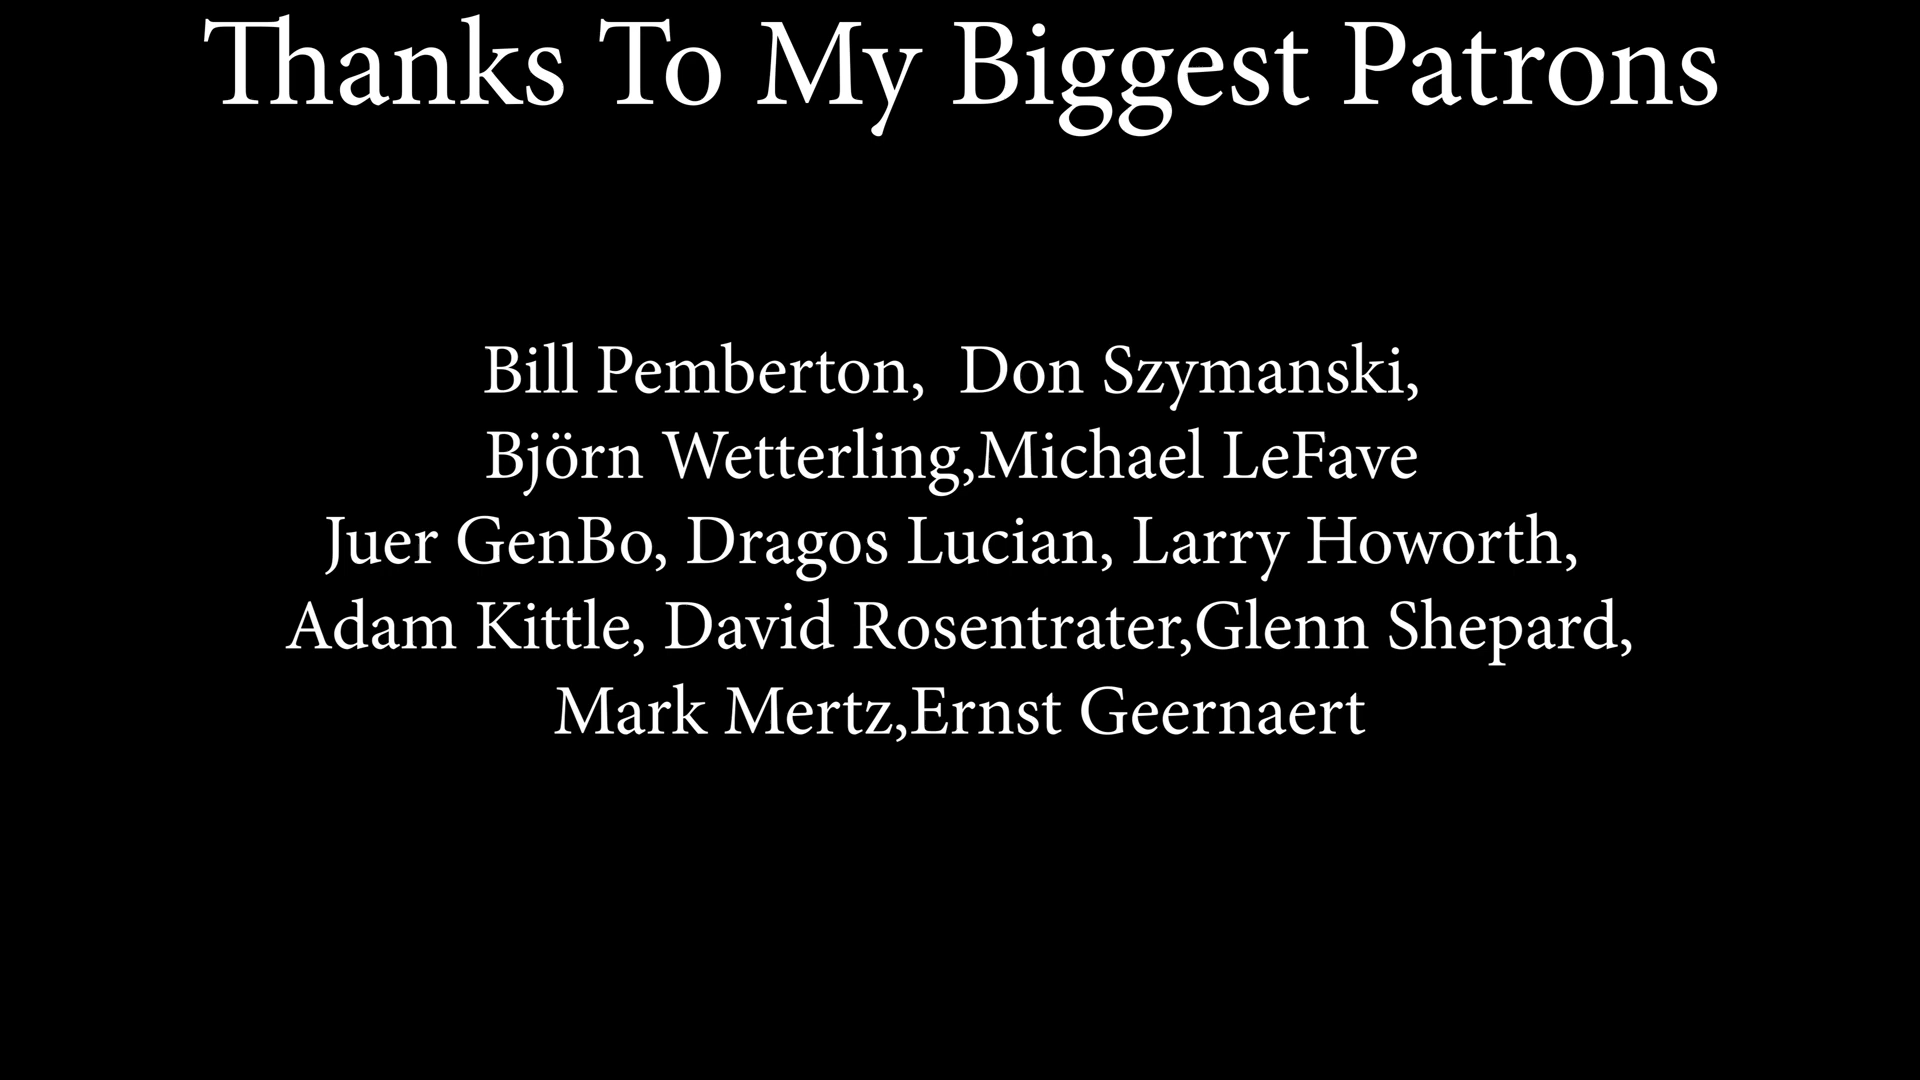 Thanks To My Biggest Patrons
Bill Pemberton,  Don Szymanski,
Björn Wetterling,Michael LeFave
Juer GenBo, Dragos Lucian, Larry Howorth,
Adam Kittle, David Rosentrater,Glenn Shepard,
Mark Mertz,Ernst Geernaert